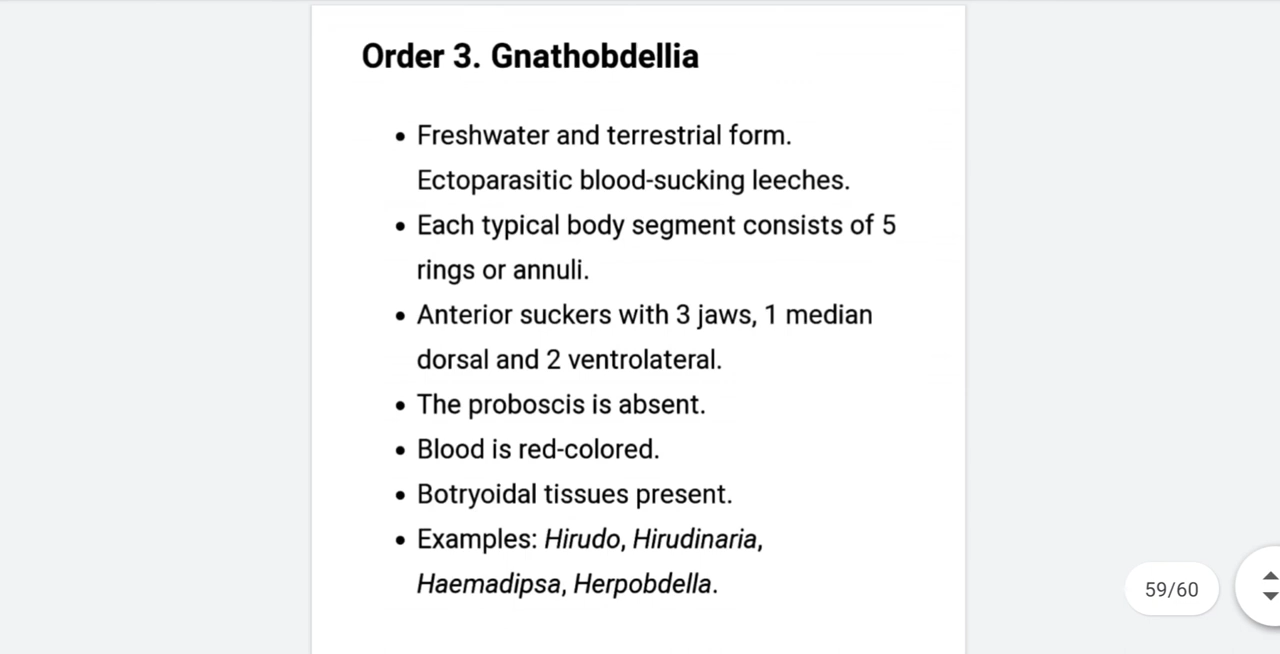 Order 3. Gnathobdellia
• Freshwater and terrestrial form.
Ectoparasitic blood-sucking leeches.
• Each typical body segment consists of 5
rings or annuli.
• Anterior suckers with 3 jaws, 1 median
dorsal and 2 ventrolateral.
• The proboscis is absent.
• Blood is red-colored.
• Botryoidal tissues present.
• Examples: Hirudo, Hirudinaria,
Haemadipsa, Herpobdella.
59/60